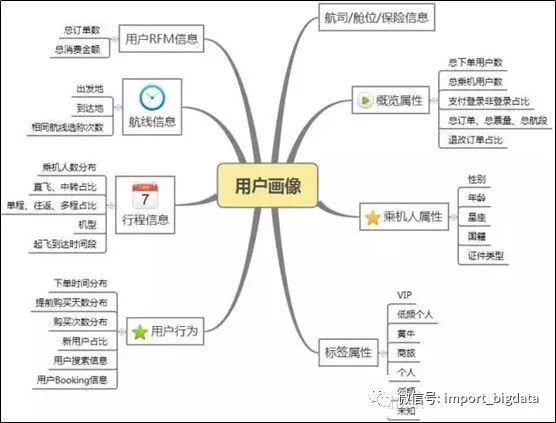 用户画像
用户RFM信息
总订单数
总消费金额
航线信息
出发地
到达地
相同航线选称次数
7
行程信息
乘机人数分布
直飞、中转占比
单程、往返、多程占比
机型
起飞到达时间段
用户行为
下单时间分布
提前购买天数分布
购买次数分布
新用户占比
用户搜索信息
用户Booking信息
航司/舱位/保险信息
概览属性
总下单用户数
总乘机用户数
支付登录非登录占比
总订单、总票量、总航段
退改订单占比
乘机人属性
性别
年龄
星座
国籍
证件类型
标签属性
VIP
低频个人
黄牛
商旅
个人
未知
微信号: import_bigdata